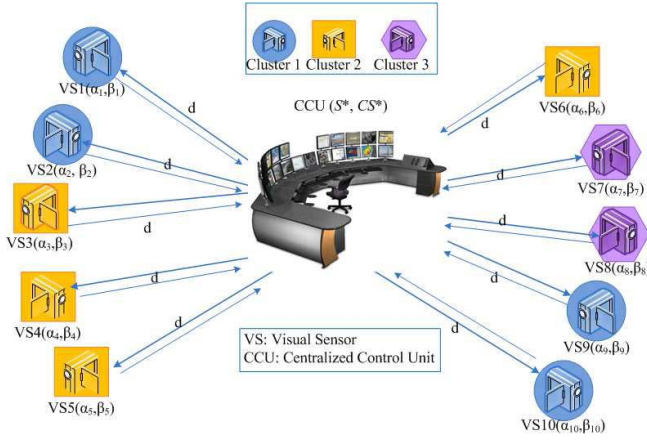 Cluster 1 Cluster 2 Cluster 3
CCU (S*, CS*)
VS1(α1,β1)
d
VS2(α2, β2)
d
VS3(α3,β3)
d
VS4(α4,β4)
d
VS5(α5,β5)
d
VS6(α6,β6)
d
VS7(α7,β7)
d
VS8(α8,β8)
d
VS9(α9,β9)
d
VS10(α10,β10)
d
VS: Visual Sensor
CCU: Centralized Control Unit